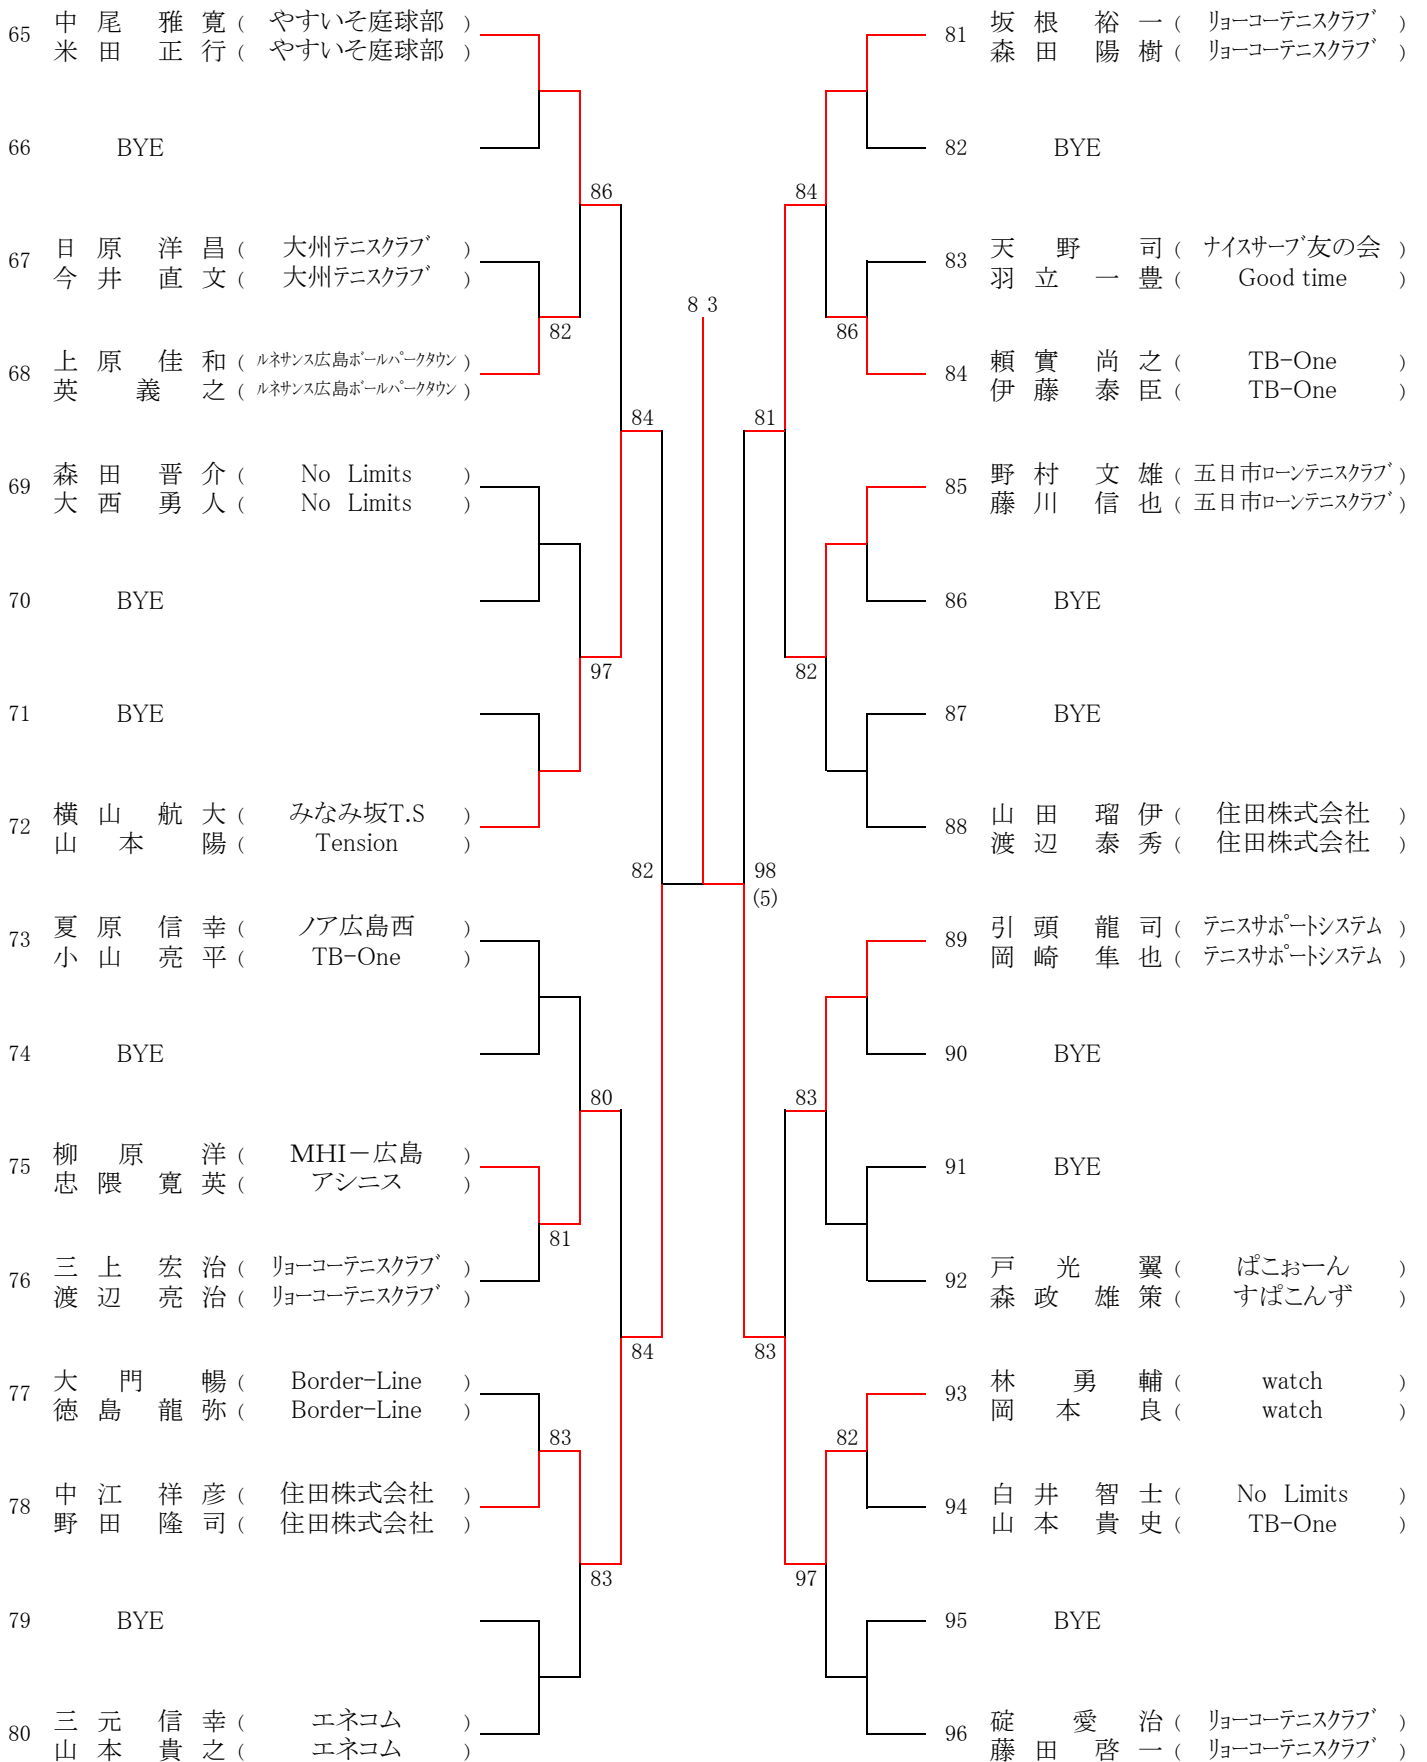 65 中尾 雅寛 ( やすいそ庭球部 )
米田 正行 ( やすいそ庭球部 )
66 BYE
86
67 日原 洋昌 ( 大州テニスクラブ )
今井 直文 ( 大州テニスクラブ )
82
68 上原 佳和 ( ルネサンス広島ボールパークタウン )
英 義之 ( ルネサンス広島ボールパークタウン )
84
69 森田 晋介 ( No Limits )
大西 勇人 ( No Limits )
70 BYE
97
71 BYE
72 横山 航大 ( みなみ坂T.S )
山本 陽 ( Tension )
82
73 夏原 信幸 ( ノア広島西 )
小山 亮平 ( TB-One )
74 BYE
80
75 柳原 洋 ( MHI－広島 )
忠隈 寛英 ( アシニス )
81
76 三上 宏治 ( リョーコーテニスクラブ )
渡辺 亮治 ( リョーコーテニスクラブ )
84
77 大門 暢 ( Border-Line )
徳島 龍弥 ( Border-Line )
83
78 中江 祥彦 ( 住田株式会社 )
野田 隆司 ( 住田株式会社 )
83
79 BYE
80 三元 信幸 ( エネコム )
山本 貴之 ( エネコム )
8 3
81 坂根 裕一 ( リョーコーテニスクラブ )
森田 陽樹 ( リョーコーテニスクラブ )
82 BYE
84
83 天野 司 ( ナイスサーブ友の会 )
羽立 一豊 ( Good time )
86
84 頼實 尚之 ( TB-One )
伊藤 泰臣 ( TB-One )
81
85 野村 文雄 ( 五日市ローンテニスクラブ )
藤川 信也 ( 五日市ローンテニスクラブ )
86 BYE
82
87 BYE
88 山田 瑠伊 ( 住田株式会社 )
渡辺 泰秀 ( 住田株式会社 )
98
(5)
89 引頭 龍司 ( テニスサポートシステム )
岡崎 隼也 ( テニスサポートシステム )
90 BYE
83
91 BYE
92 戸光 翼 ( ぱこぉーん )
森政 雄策 ( すぱこんず )
83
93 林 勇輔 ( watch )
岡本 良 ( watch )
82
94 白井 智士 ( No Limits )
山本 貴史 ( TB-One )
97
95 BYE
96 碇 愛治 ( リョーコーテニスクラブ )
藤田 啓一 ( リョーコーテニスクラブ )